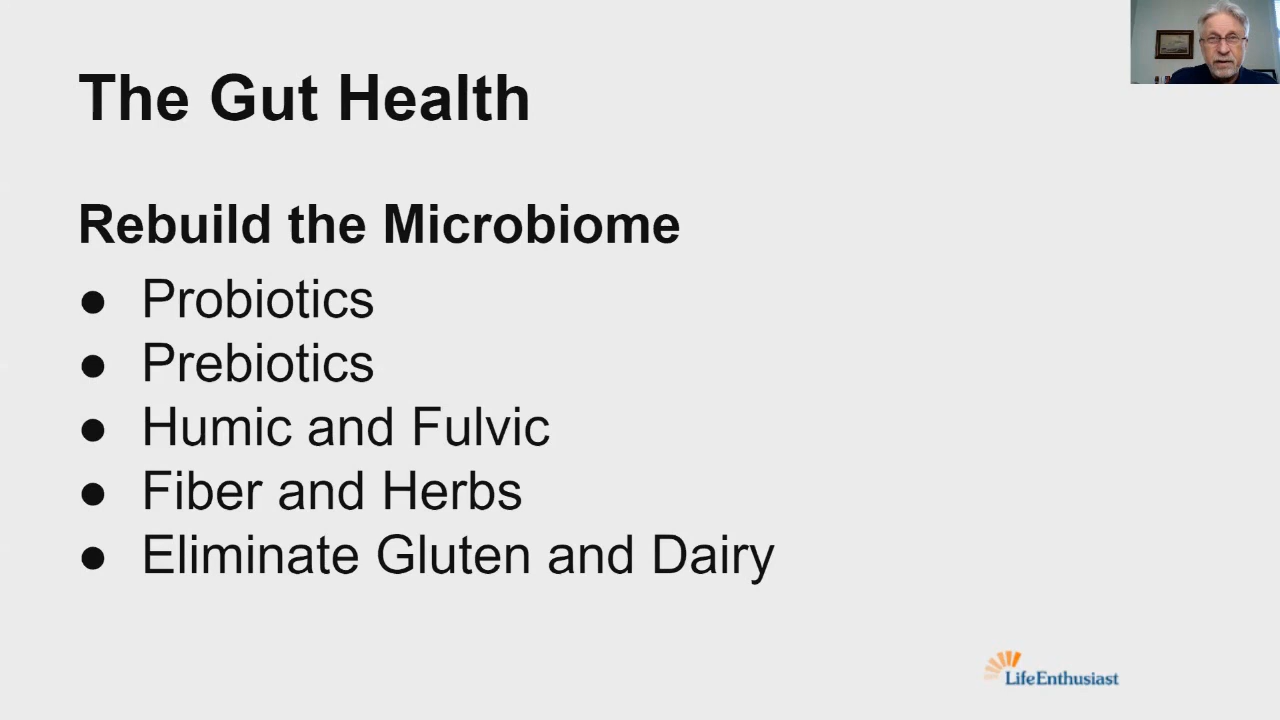 The Gut Health
Rebuild the Microbiome
● Probiotics
● Prebiotics
● Humic and Fulvic
● Fiber and Herbs
● Eliminate Gluten and Dairy
LifeEnthusiast